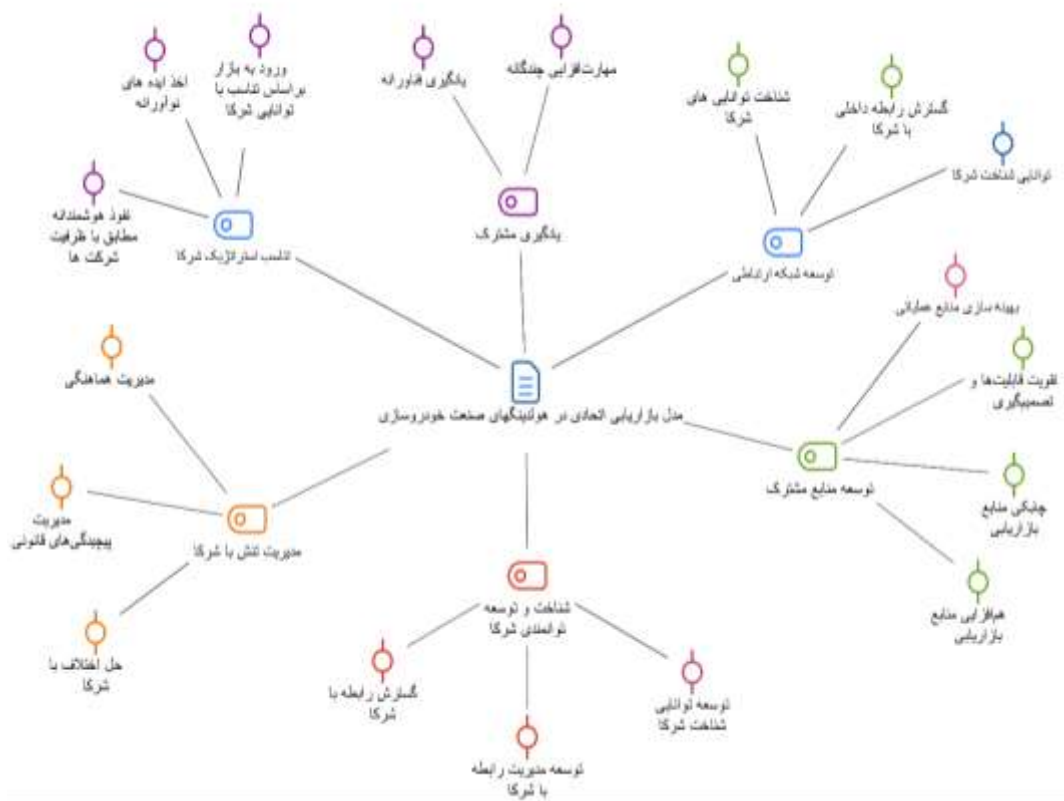 اخذ ایده های
نوآورانه
ورود به بازار
براساس تناسب با
توانایی شرکا
نفوذ هوشمندانه
مطابق با ظرفیت
شرکت ها
تناسب استراتژیک شرکا
یادگیری فناورانه
مهارت‌افزایی چندگانه
یادگیری مشترک
شناخت توانایی های
شرکا
گسترش رابطه داخلی
با شرکا
توانایی شناخت شرکا
توسعه شبکه ارتباطی
مدل بازاریابی اتحادی در هولدینگهای صنعت خودروسازی
بهینه سازی منابع عملیاتی
تقویت قابلیت‌ها و
تصمیمگیری
چابکی منابع
بازاریابی
هم‌افزایی منابع
بازاریابی
توسعه منابع مشترک
مدیریت هماهنگی
مدیریت
پیچیدگی‌های قانونی
حل اختلاف با
شرکا
مدیریت تنش با شرکا
شناخت و توسعه
توانمندی شرکا
گسترش رابطه با
شرکا
توسعه مدیریت رابطه
با شرکا
توسعه توانایی
شناخت شرکا